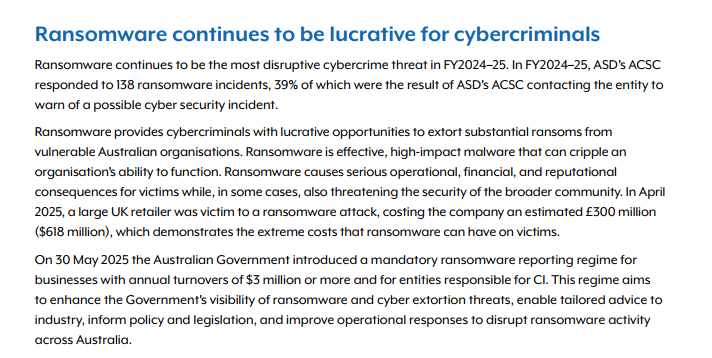 Ransomware continues to be lucrative for cybercriminals
Ransomware continues to be the most disruptive cybercrime threat in FY2024–25. In FY2024–25, ASD's ACSC
responded to 138 ransomware incidents, 39% of which were the result of ASD's ACSC contacting the entity to
warn of a possible cyber security incident.
Ransomware provides cybercriminals with lucrative opportunities to extort substantial ransoms from
vulnerable Australian organisations. Ransomware is effective, high-impact malware that can cripple an
organisation's ability to function. Ransomware causes serious operational, financial, and reputational
consequences for victims while, in some cases, also threatening the security of the broader community. In April
2025, a large UK retailer was victim to a ransomware attack, costing the company an estimated £300 million
($618 million), which demonstrates the extreme costs that ransomware can have on victims.
On 30 May 2025 the Australian Government introduced a mandatory ransomware reporting regime for
businesses with annual turnovers of $3 million or more and for entities responsible for CI. This regime aims
to enhance the Government's visibility of ransomware and cyber extortion threats, enable tailored advice to
industry, inform policy and legislation, and improve operational responses to disrupt ransomware activity
across Australia.